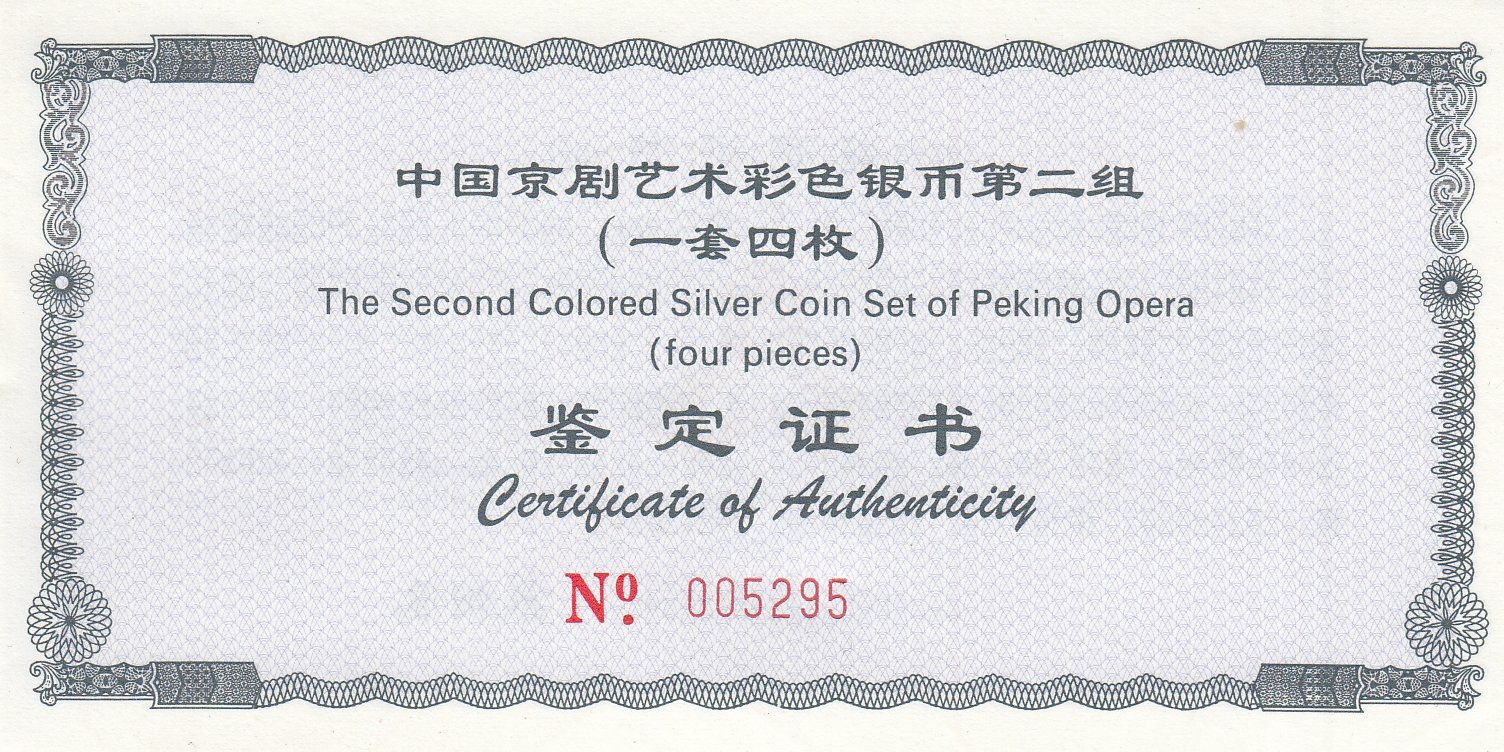 中国京剧艺术彩色银币第二组
(一套四枚)
The Second Colored Silver Coin Set of Peking Opera
(four pieces)
鉴定证书
Certificate of Authenticity
Nº. 005295